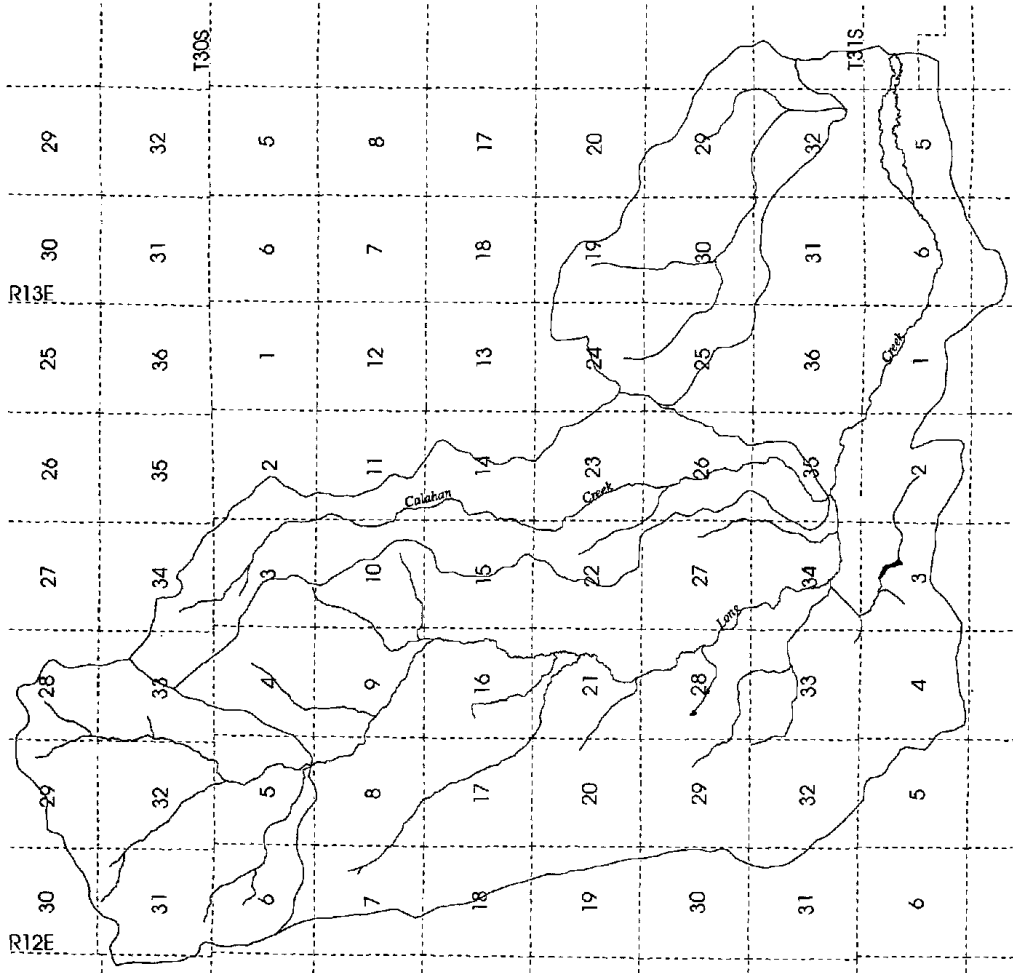 T30S T31S
29 32 5 8 17 20 29 32 5
30 31 6 7 18 19 30 31 6
R13E
25 36 1 12 13 24 25 36 1
Creek
26 35 2 11 14 23 26 35 2
Calahan Creek
27 34 3 10 15 22 27 34 3
Long
28 33 4 9 16 21 28 33 4
29 32 5 8 17 20 29 32 5
30 31 6 7 18 19 30 31 6
R12E